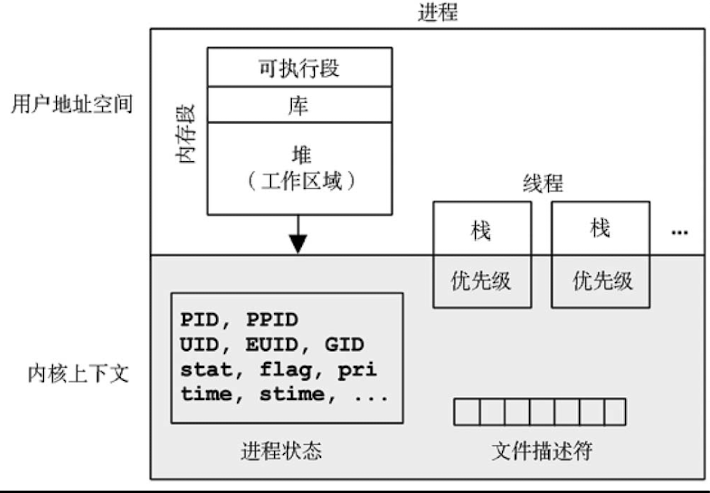 进程
用户地址空间
内存段
可执行段
库
堆
（工作区域）
线程
栈
栈
...
优先级
优先级
内核上下文
PID, PPID
UID, EUID, GID
stat, flag, pri
time, stime, ...
进程状态
文件描述符